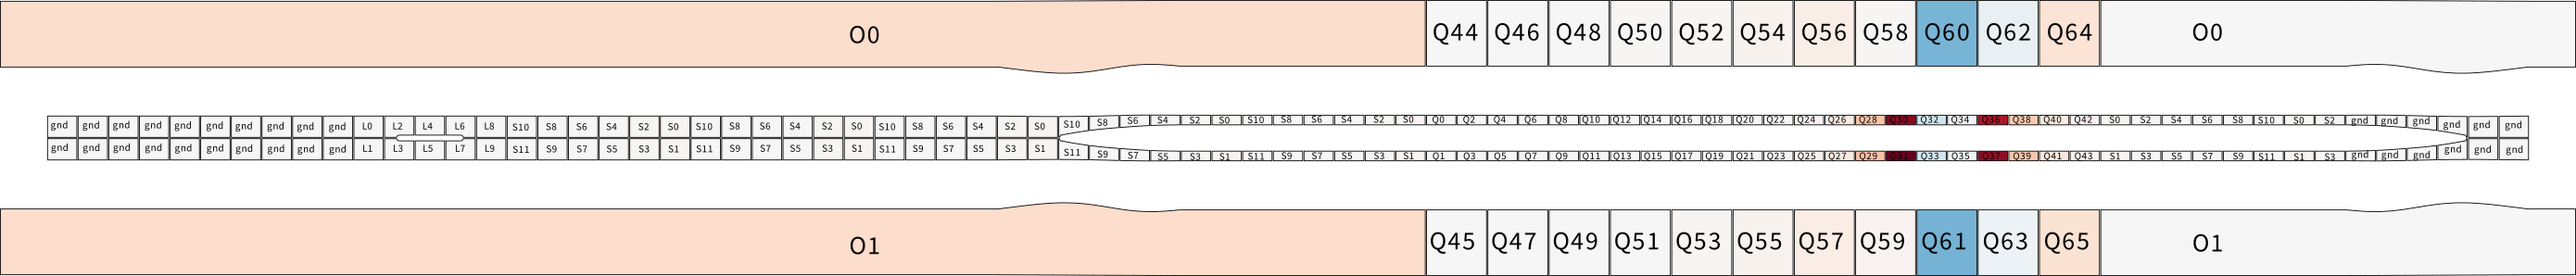 O0 Q44 Q46 Q48 Q50 Q52 Q54 Q56 Q58 Q60 Q62 Q64 O0
gnd gnd gnd gnd gnd gnd gnd gnd gnd gnd L0 L2 L4 L6 L8 S10 S8 S6 S4 S2 S0 S10 S8 S6 S4 S2 S0 S10 S8 S6 S4 S2 S0 S10 S8 S6 S4 S2 S0 S10 S8 S6 S4 S2 S0 Q0 Q2 Q4 Q6 Q8 Q10 Q12 Q14 Q16 Q18 Q20 Q22 Q24 Q26 Q28 Q30 Q32 Q34 Q36 Q38 Q40 Q42 S0 S2 S4 S6 S8 S10 S0 S2 gnd gnd gnd gnd gnd gnd
gnd gnd gnd gnd gnd gnd gnd gnd gnd gnd L1 L3 L5 L7 L9 S11 S9 S7 S5 S3 S1 S11 S9 S7 S5 S3 S1 S11 S9 S7 S5 S3 S1 S11 S9 S7 S5 S3 S1 S11 S9 S7 S5 S3 S1 Q1 Q3 Q5 Q7 Q9 Q11 Q13 Q15 Q17 Q19 Q21 Q23 Q25 Q27 Q29 Q31 Q33 Q35 Q37 Q39 Q41 Q43 S1 S3 S5 S7 S9 S11 S1 S3 gnd gnd gnd gnd gnd gnd
O1 Q45 Q47 Q49 Q51 Q53 Q55 Q57 Q59 Q61 Q63 Q65 O1